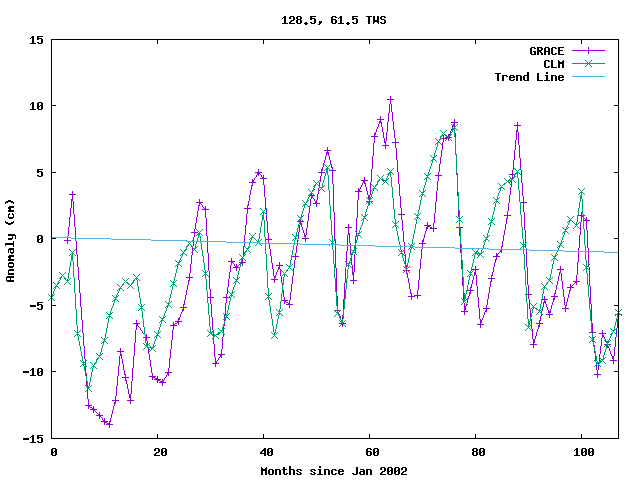 128.5, 61.5 TWS
GRACE
CLM
Trend Line
15
10
5
0
-5
-10
-15
Anomaly (cm)
0 20 40 60 80 100
Months since Jan 2002